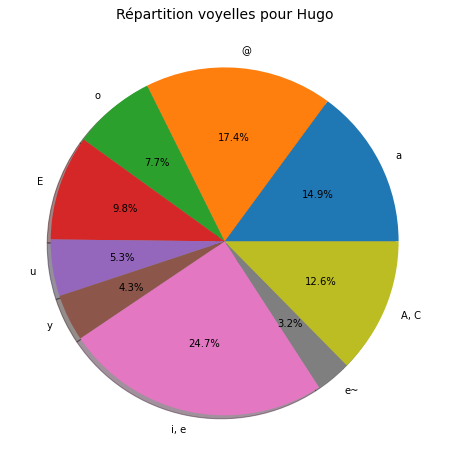 Répartition voyelles pour Hugo
@
o
17.4%
a
7.7%
14.9%
E
9.8%
5.3%
u
12.6%
4.3%
A, C
3.2%
y
24.7%
e~
i, e